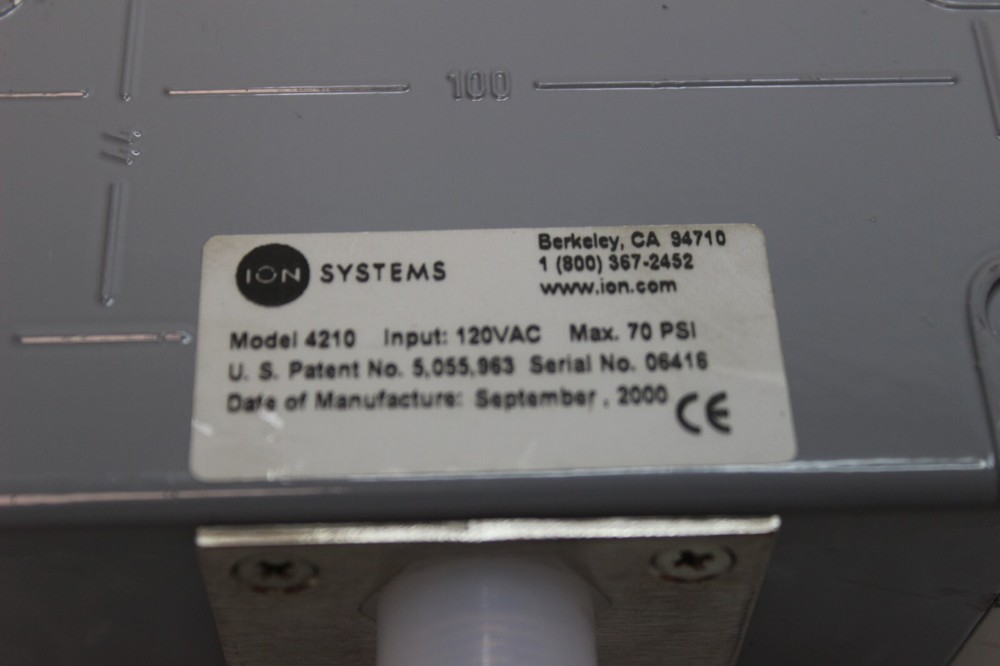 100
ION SYSTEMS
Berkeley, CA 94710
1 (800) 367-2452
www.ion.com
Model 4210 Input: 120VAC Max. 70 PSI
U. S. Patent No. 5,055,963 Serial No. 06416
Date of Manufacture: September , 2000 CE